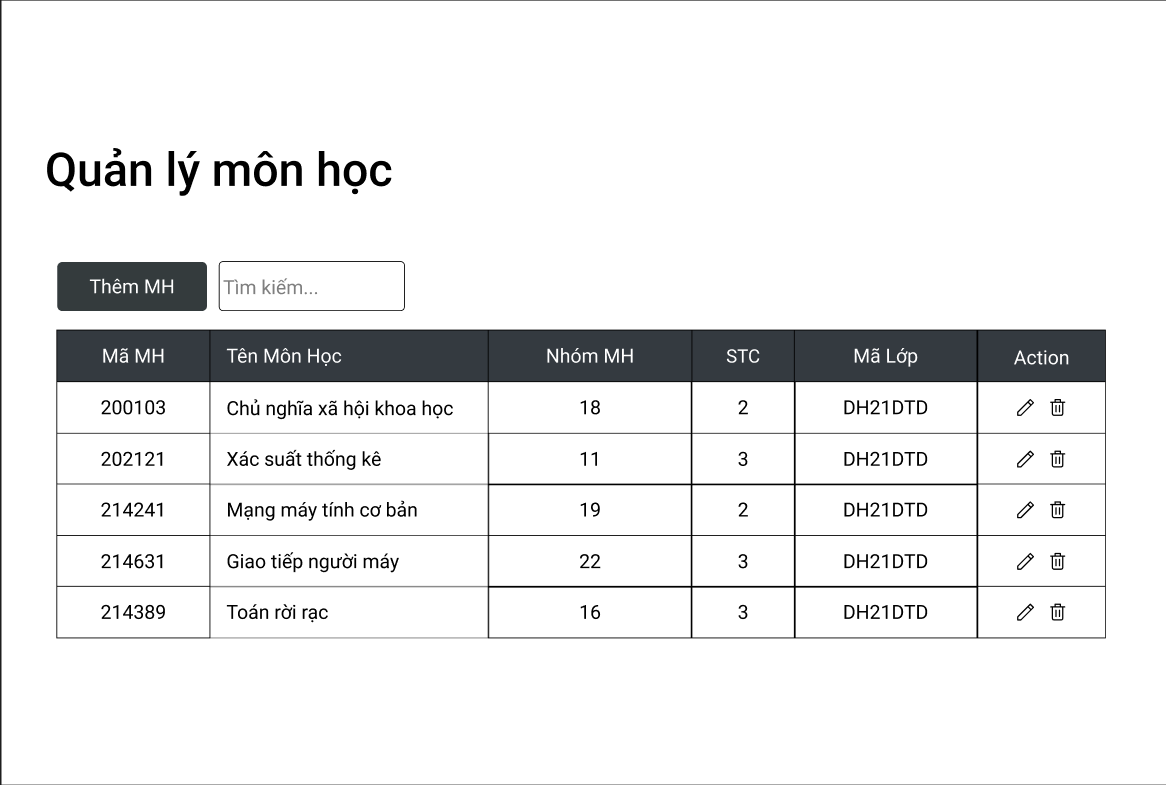 Quản lý môn học
Thêm MH Tìm kiếm...
Mã MH Tên Môn Học Nhóm MH STC Mã Lớp Action
200103 Chủ nghĩa xã hội khoa học 18 2 DH21DTD
202121 Xác suất thống kê 11 3 DH21DTD
214241 Mạng máy tính cơ bản 19 2 DH21DTD
214631 Giao tiếp người máy 22 3 DH21DTD
214389 Toán rời rạc 16 3 DH21DTD